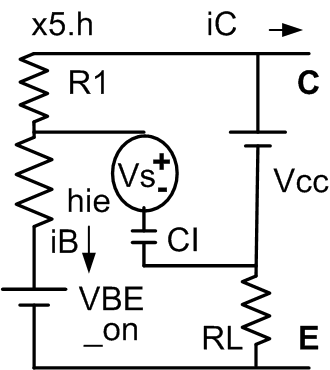 x5.h iC
R1 C
Vs + -
Vcc
hie
iB CI
VBE
_on RL E